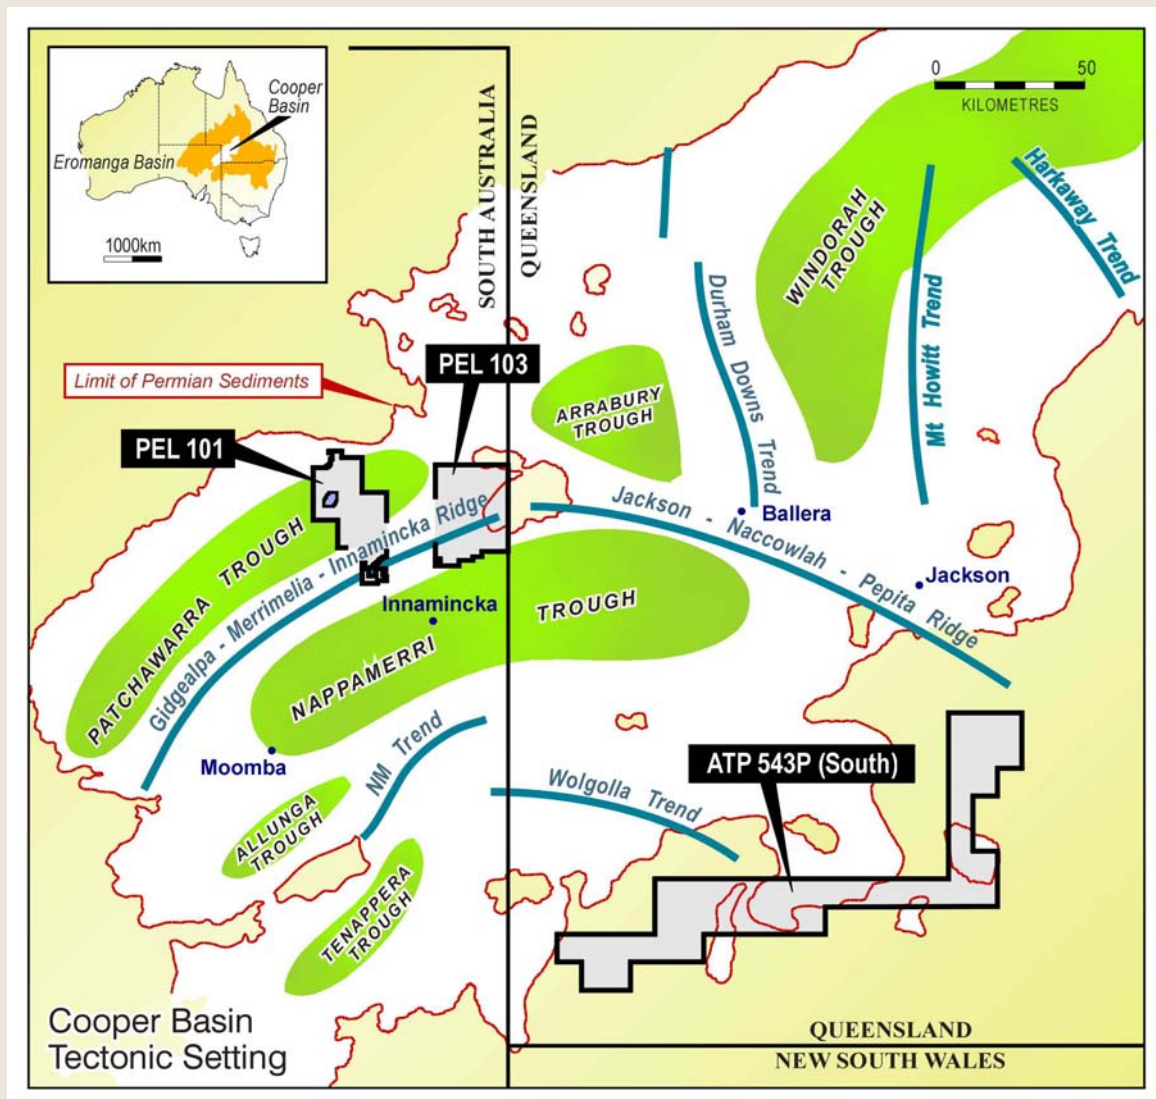 Cooper
Basin
Eromanga Basin
1000km
SOUTH AUSTRALIA
QUEENSLAND
0 50
KILOMETRES
Harkaway Trend
WINDORAH
TROUGH
Mt Howitt Trend
Durham Downs Trend
Limit of Permian Sediments
PEL 103
ARRABURY
TROUGH
PEL 101
Jackson - Naccowlah - Pepita Ridge
Ballera
Jackson
PATCHAWARRA TROUGH
Gidgealpa - Merrimelia - Innamincka Ridge
Innamincka
NAPPAMERRI TROUGH
Moomba
NM Trend
Wolgolla Trend
ATP 543P (South)
ALLUNGA
TROUGH
TENAPPERA
TROUGH
Cooper Basin
Tectonic Setting
QUEENSLAND
NEW SOUTH WALES